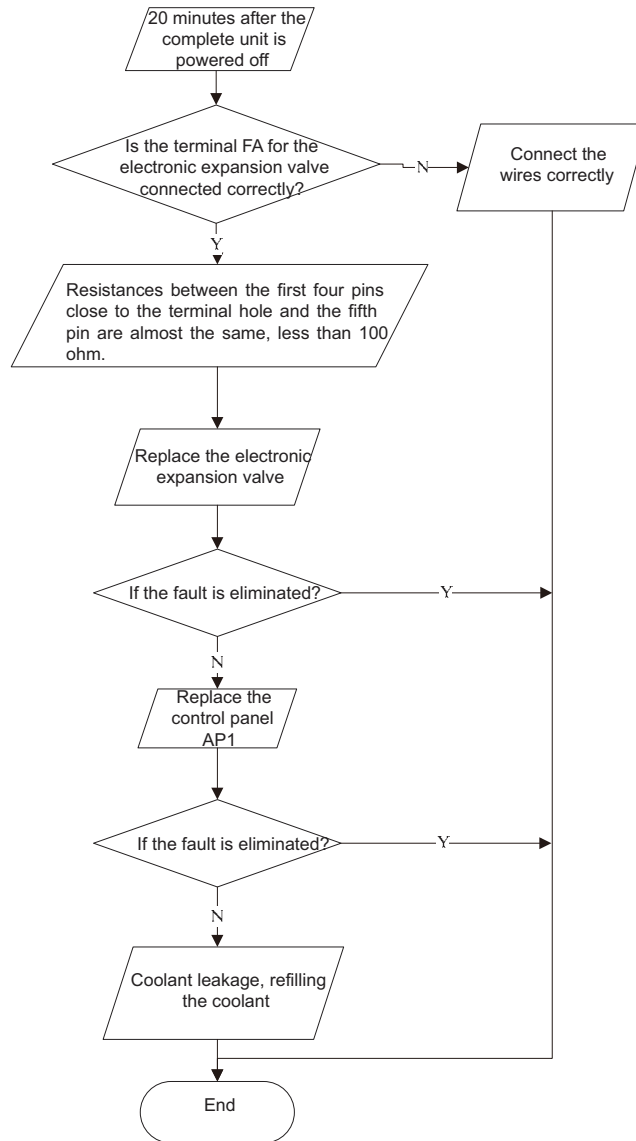 20 minutes after the
complete unit is
powered off
Is the terminal FA for the
electronic expansion valve
connected correctly?
N
Connect the
wires correctly
Y
Resistances between the first four pins
close to the terminal hole and the fifth
pin are almost the same, less than 100
ohm.
Replace the electronic
expansion valve
If the fault is eliminated?
Y
N
Replace the
control panel
AP1
If the fault is eliminated?
Y
N
Coolant leakage, refilling
the coolant
End